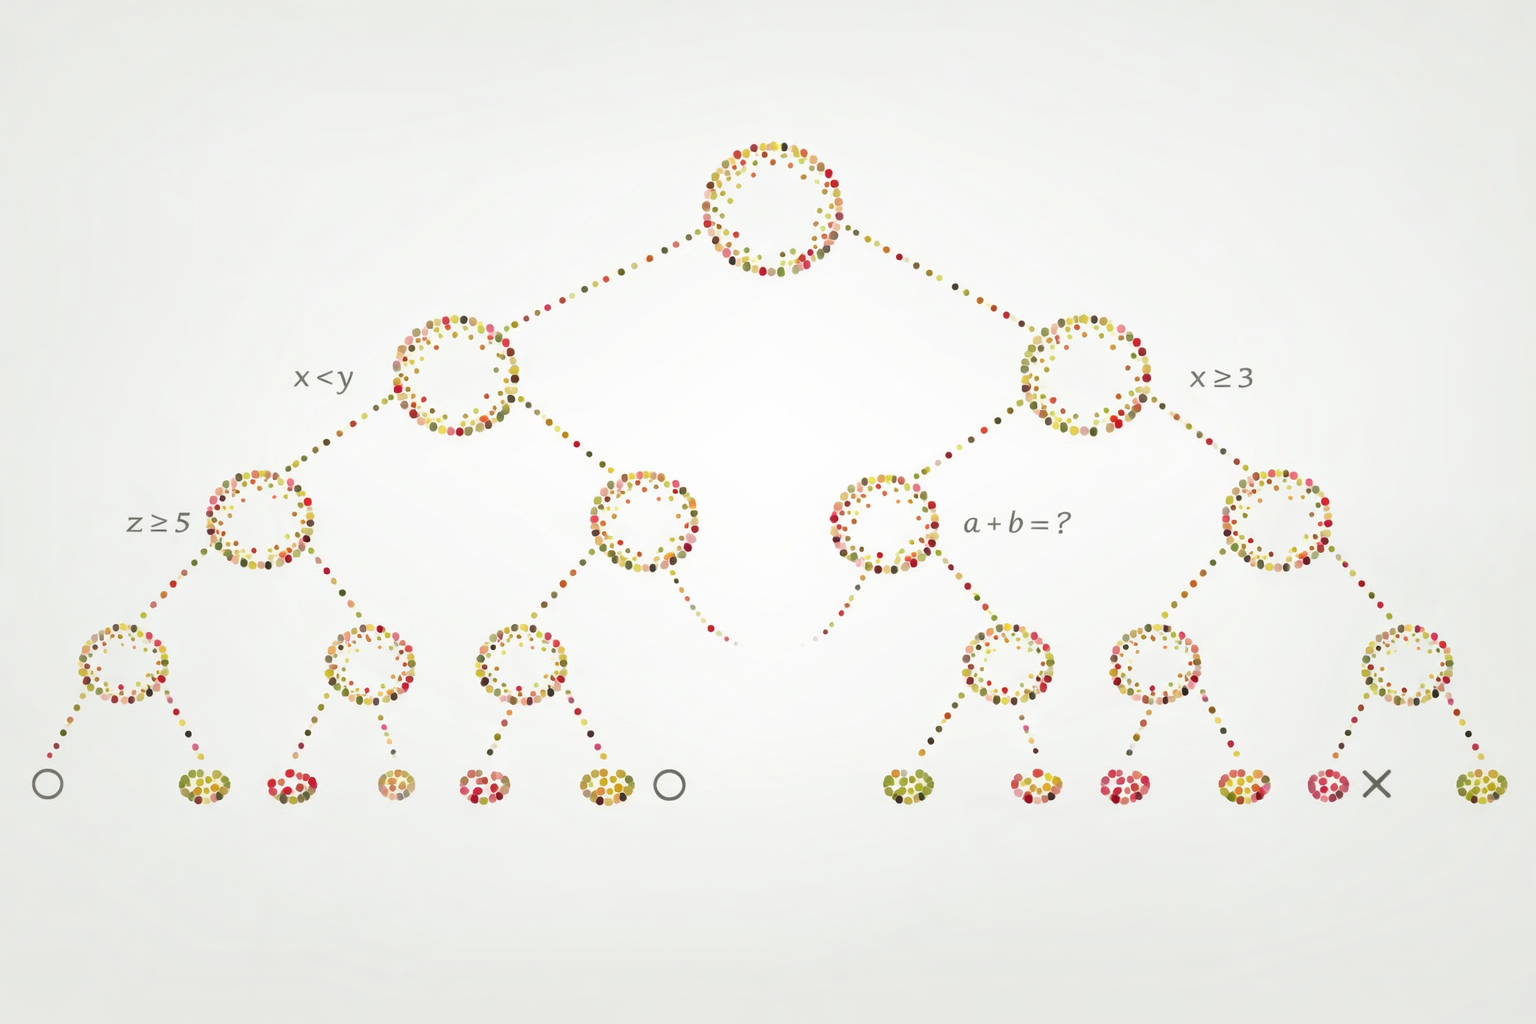 x < y
x ≥ 3
z ≥ 5
a + b = ?